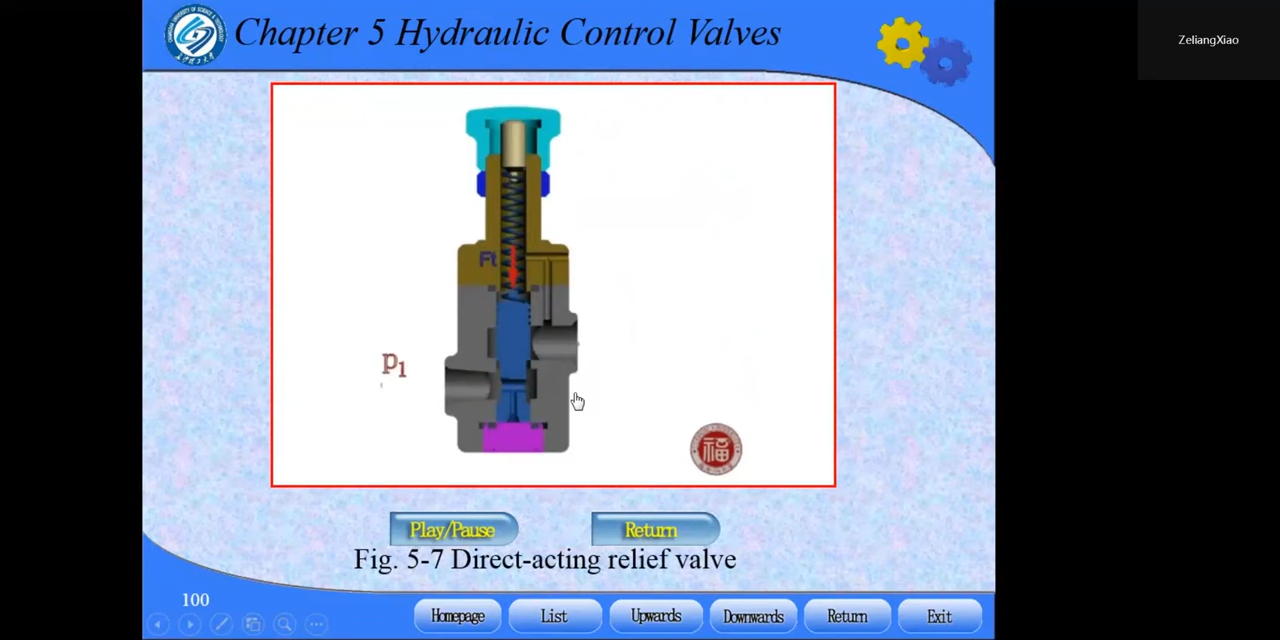 Chapter 5 Hydraulic Control Valves
ZeliangXiao
Ft
p1
福
Play/Pause
Return
Fig. 5-7 Direct-acting relief valve
100
Homepage
List
Upwards
Downwards
Return
Exit